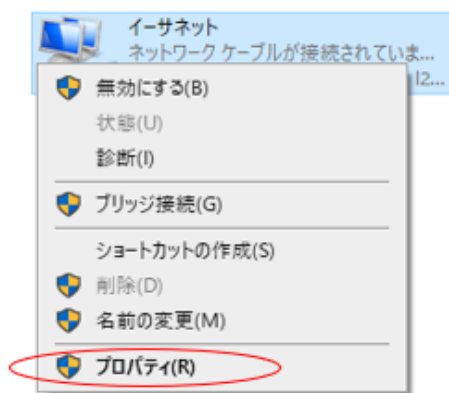 イーサネット
ネットワーク ケーブルが接続されていま...
I2...
無効にする(B)
状態(U)
診断(I)
ブリッジ接続(G)
ショートカットの作成(S)
削除(D)
名前の変更(M)
プロパティ(R)